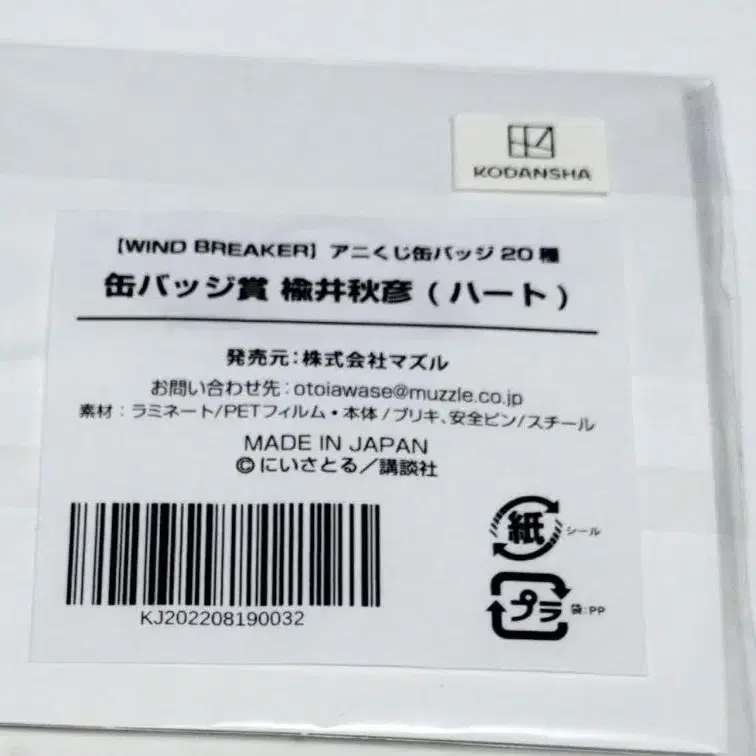 KODANSHA
【WIND BREAKER】アニくじ缶バッジ20種
缶バッジ賞 楡井秋彦(ハート)
発売元:株式会社マズル
お問い合わせ先:otoiawase@muzzle.co.jp
素材:ラミネート/PETフィルム・本体/ブリキ、安全ピン/スチール
MADE IN JAPAN
©にいさとる/講談社
紙 シール
KJ202208190032
プラ 袋:PP